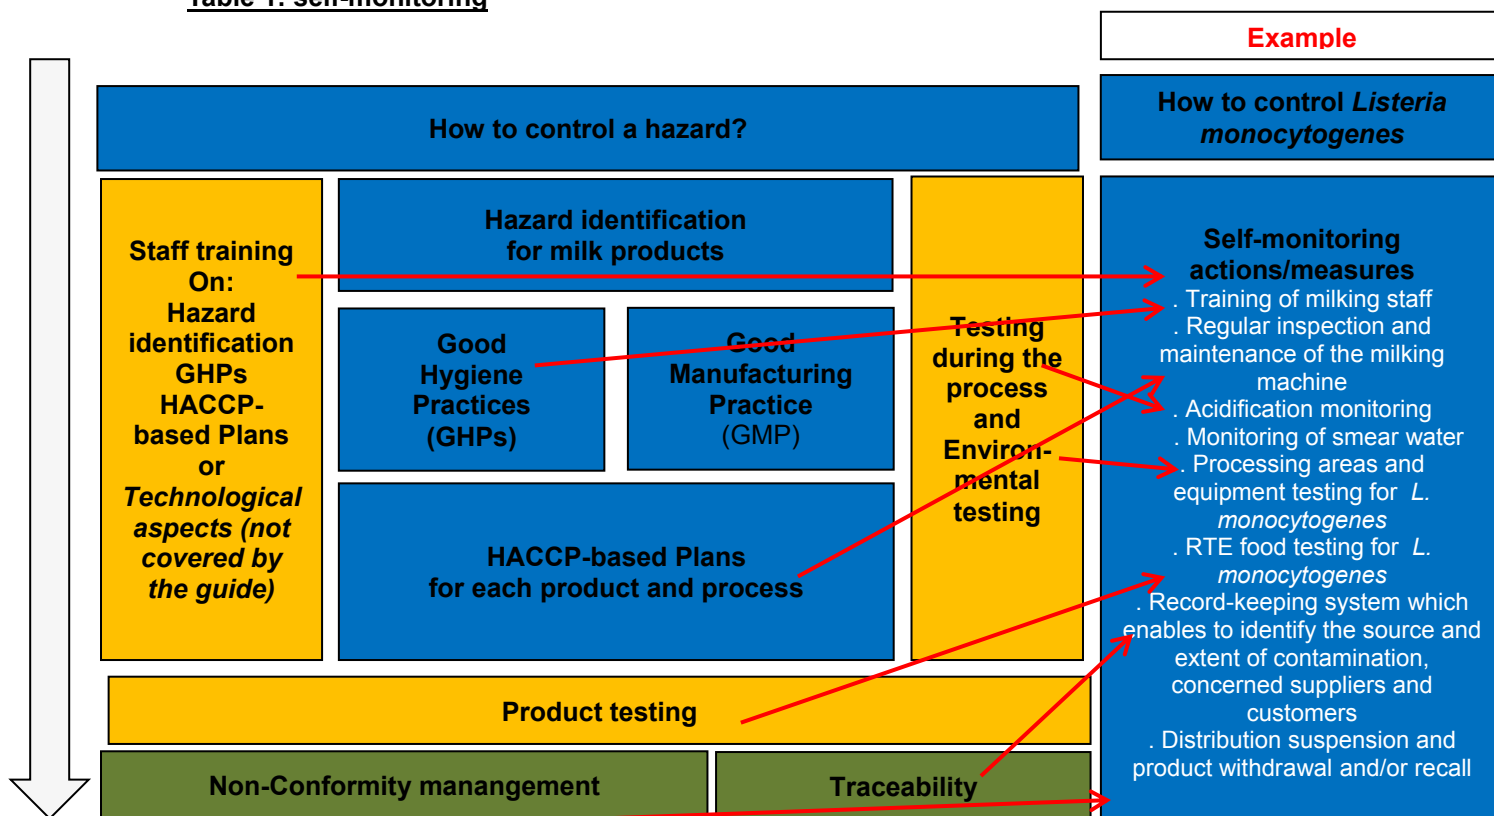 Table 1: self-monitoring
Example
How to control a hazard?
How to control Listeria
monocytogenes
Staff training
On:
Hazard
identification
GHPs
HACCP-
based Plans
or
Technological
aspects (not
covered by
the guide)
Hazard identification
for milk products
Good
Hygiene
Practices
(GHPs)
Good
Manufacturing
Practice
(GMP)
HACCP-based Plans
for each product and process
Testing
during the
process
and
Environ-
mental
testing
Product testing
Non-Conformity manangement
Traceability
Self-monitoring
actions/measures
. Training of milking staff
. Regular inspection and
maintenance of the milking
machine
. Acidification monitoring
. Monitoring of smear water
. Processing areas and
equipment testing for L.
monocytogenes
. RTE food testing for L.
monocytogenes
. Record-keeping system which
enables to identify the source and
extent of contamination,
concerned suppliers and
customers
. Distribution suspension and
product withdrawal and/or recall